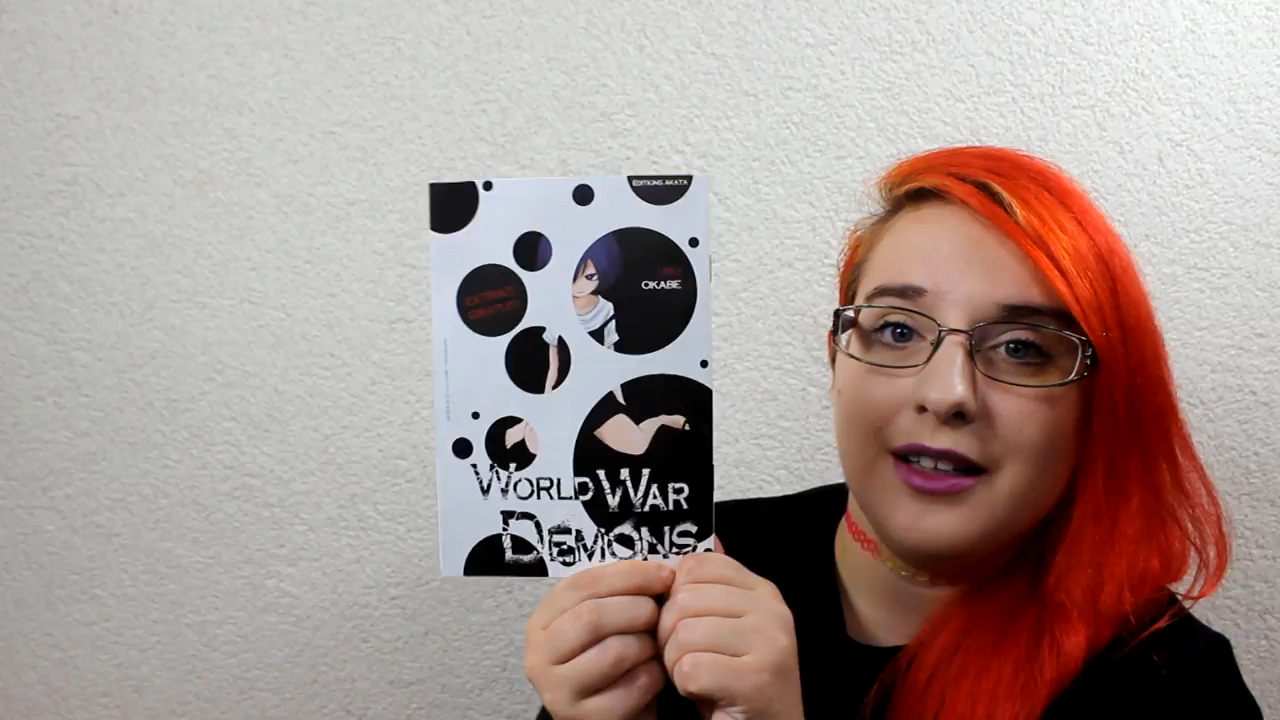 EDITIONS AKATA
OKABE
EXTRAIT
GRATUIT
WORLD WAR
DEMONS